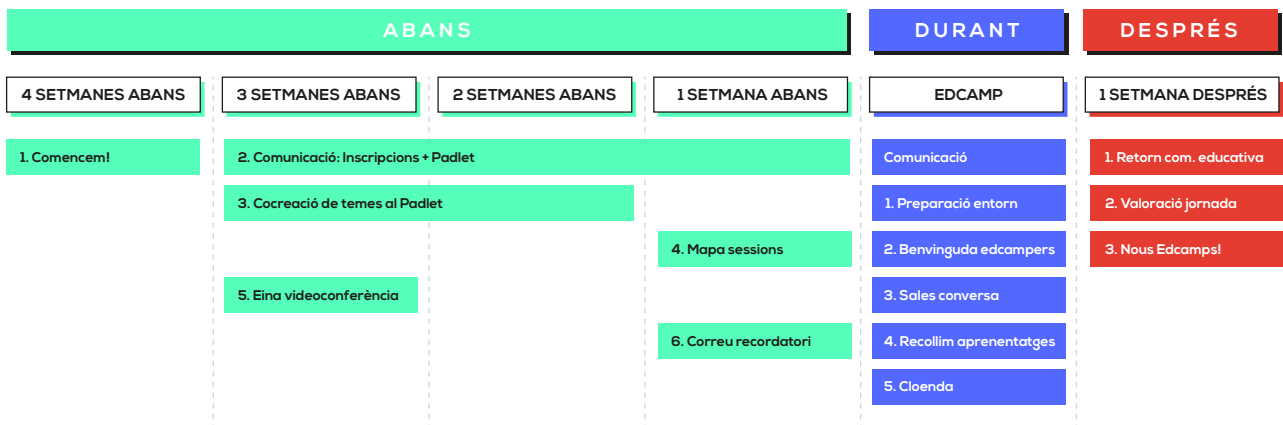 ABANS
DURANT
DESPRÉS
4 SETMANES ABANS
3 SETMANES ABANS
2 SETMANES ABANS
1 SETMANA ABANS
EDCAMP
1 SETMANA DESPRÉS
1. Comencem!
2. Comunicació: Inscripcions + Padlet
Comunicació
1. Retorn com. educativa
3. Cocreació de temes al Padlet
1. Preparació entorn
2. Valoració jornada
4. Mapa sessions
2. Benvinguda edcampers
3. Nous Edcamps!
5. Eina videoconferència
3. Sales conversa
6. Correu recordatori
4. Recollim aprenentatges
5. Cloenda